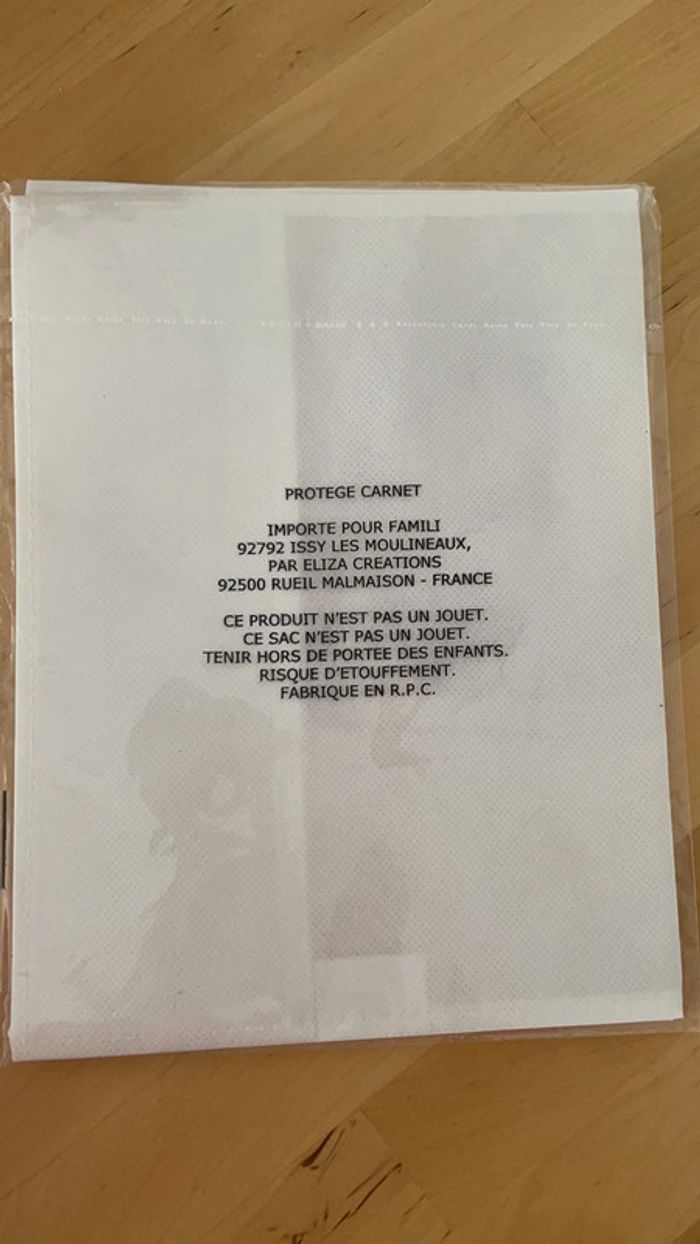 PROTEGE CARNET
IMPORTE POUR FAMILI
92792 ISSY LES MOULINEAUX,
PAR ELIZA CREATIONS
92500 RUEIL MALMAISON - FRANCE
CE PRODUIT N'EST PAS UN JOUET.
CE SAC N'EST PAS UN JOUET.
TENIR HORS DE PORTEE DES ENFANTS.
RISQUE D'ETOUFFEMENT.
FABRIQUE EN R.P.C.